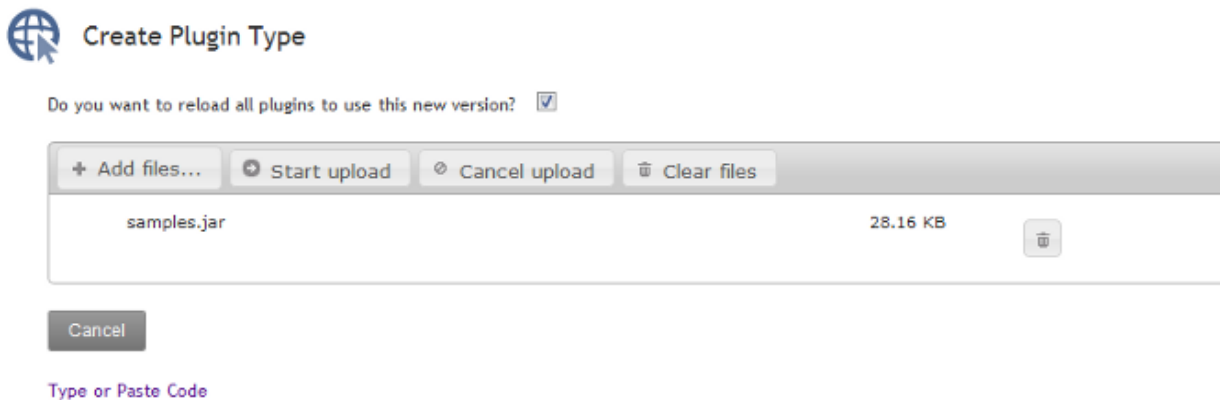 Create Plugin Type
Do you want to reload all plugins to use this new version?
Add files... Start upload Cancel upload Clear files
samples.jar 28.16 KB
Cancel
Type or Paste Code